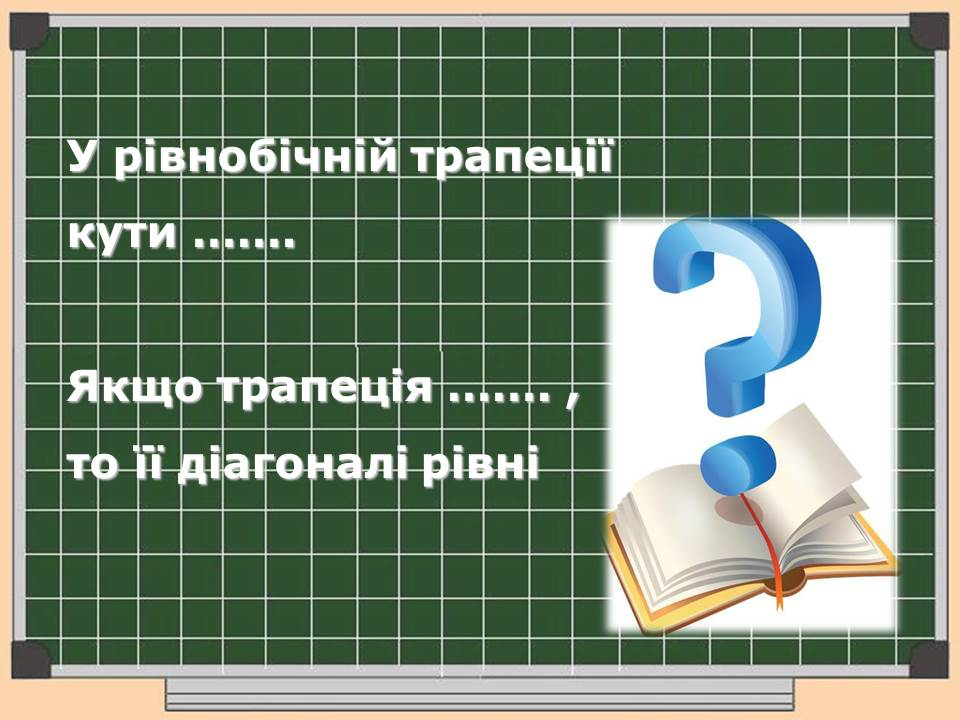 У рівнобічній трапеції
кути .......
Якщо трапеція ....... ,
то її діагоналі рівні